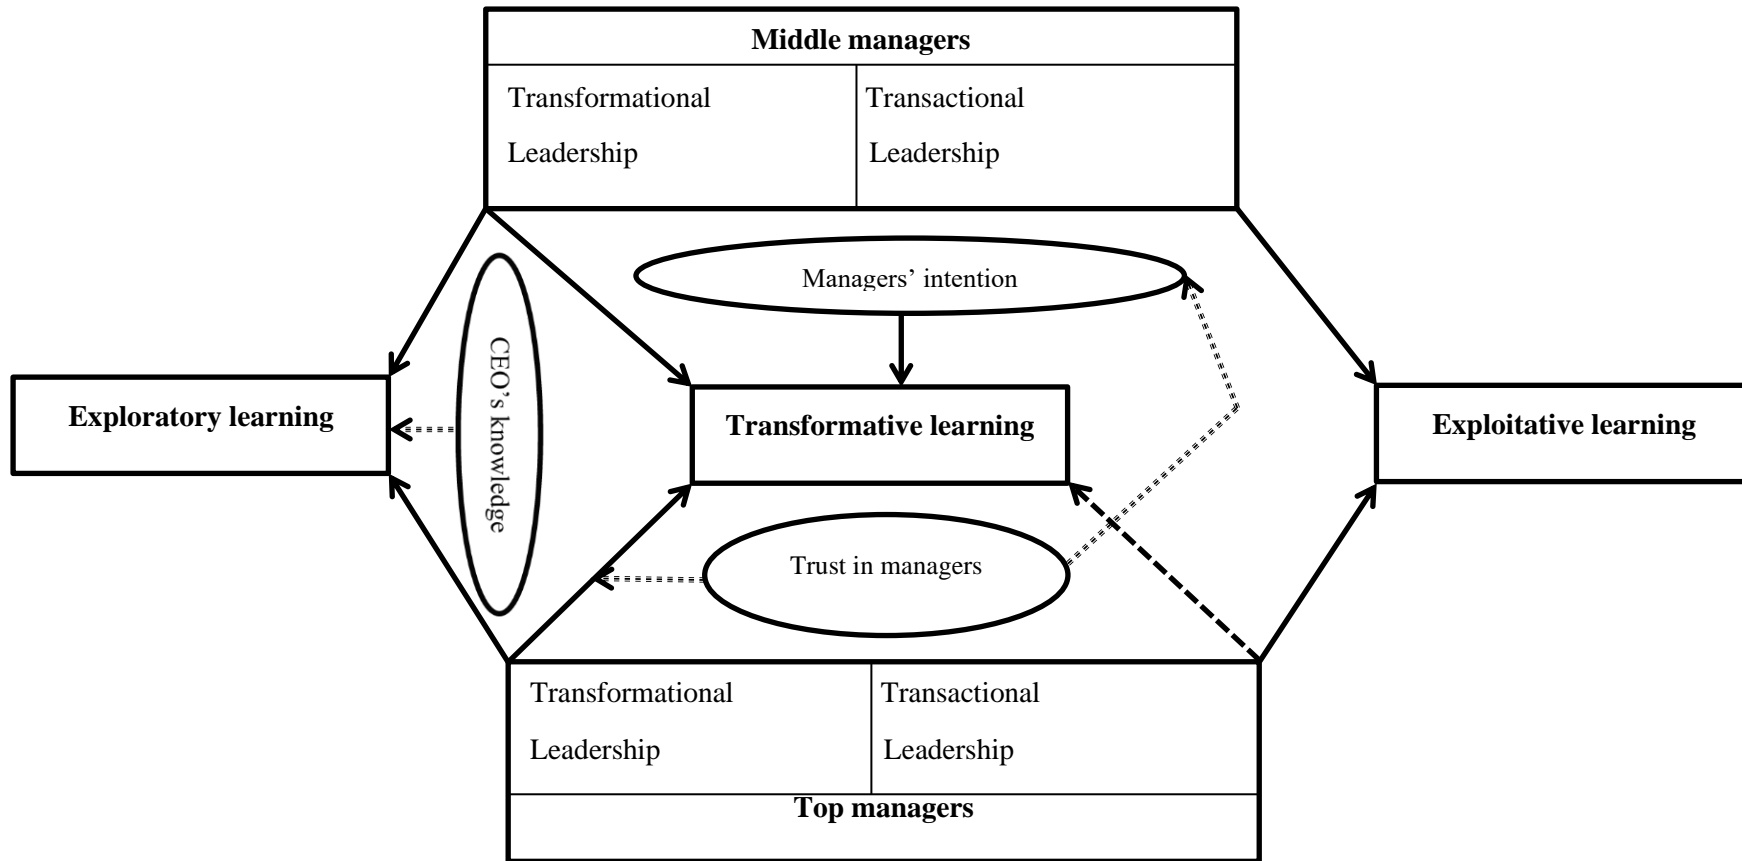 Middle managers
Transformational
Leadership
Transactional
Leadership
Managers’ intention
CEO’s knowledge
Exploratory learning
Transformative learning
Exploitative learning
Trust in managers
Transformational
Leadership
Transactional
Leadership
Top managers